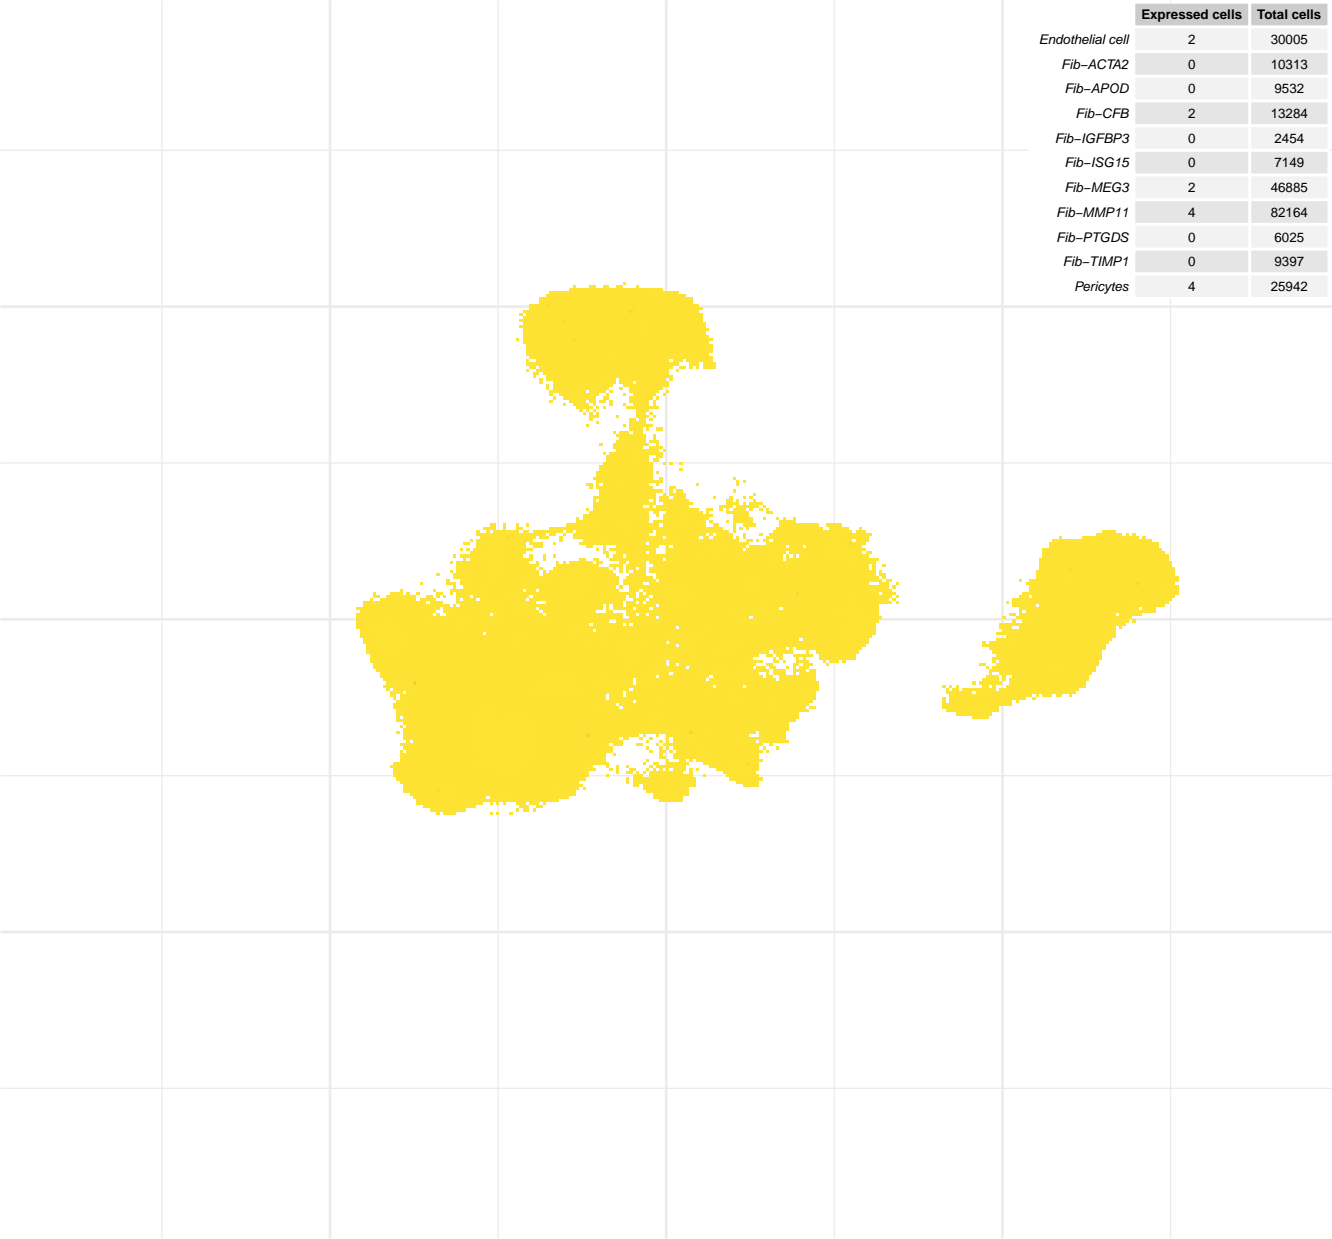 Expressed cells Total cells
Endothelial cell 2 30005
Fib−ACTA2 0 10313
Fib−APOD 0 9532
Fib−CFB 2 13284
Fib−IGFBP3 0 2454
Fib−ISG15 0 7149
Fib−MEG3 2 46885
Fib−MMP11 4 82164
Fib−PTGDS 0 6025
Fib−TIMP1 0 9397
Pericytes 4 25942